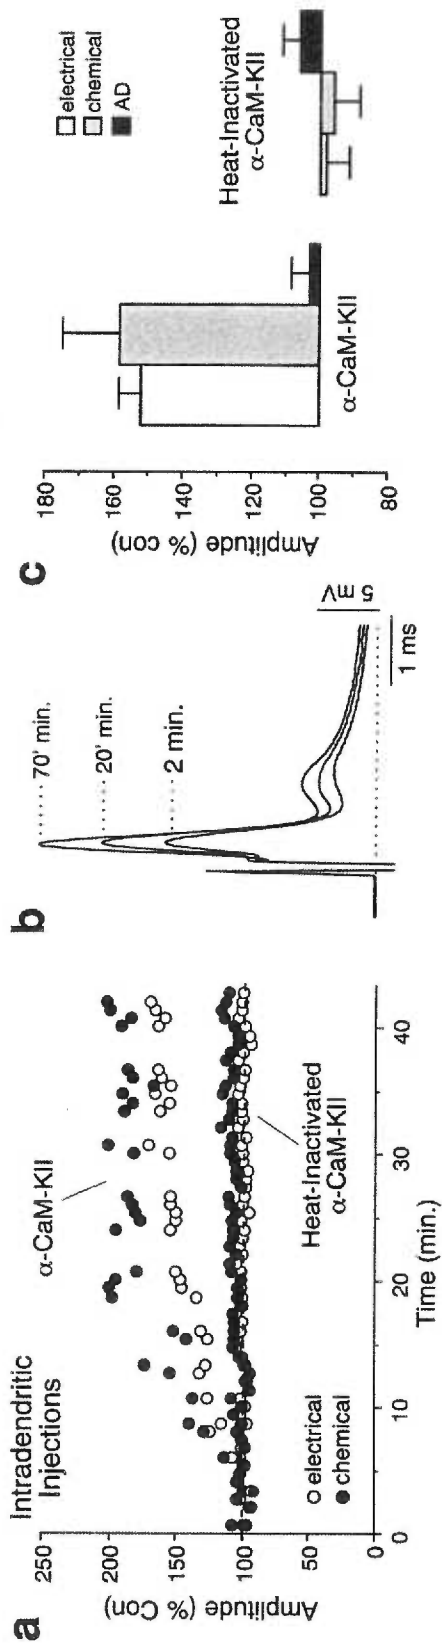 a
Intradendritic
Injections
Amplitude (% Con)
250
200
150
100
50
0
α-CaM-KII
Heat-Inactivated
α-CaM-KII
electrical
chemical
0
10
20
30
40
Time (min.)
b
70' min.
20' min.
2 min.
5 mV
1 ms
c
Amplitude (% con)
180
160
140
120
100
80
electrical
chemical
AD
α-CaM-KII
Heat-Inactivated
α-CaM-KII